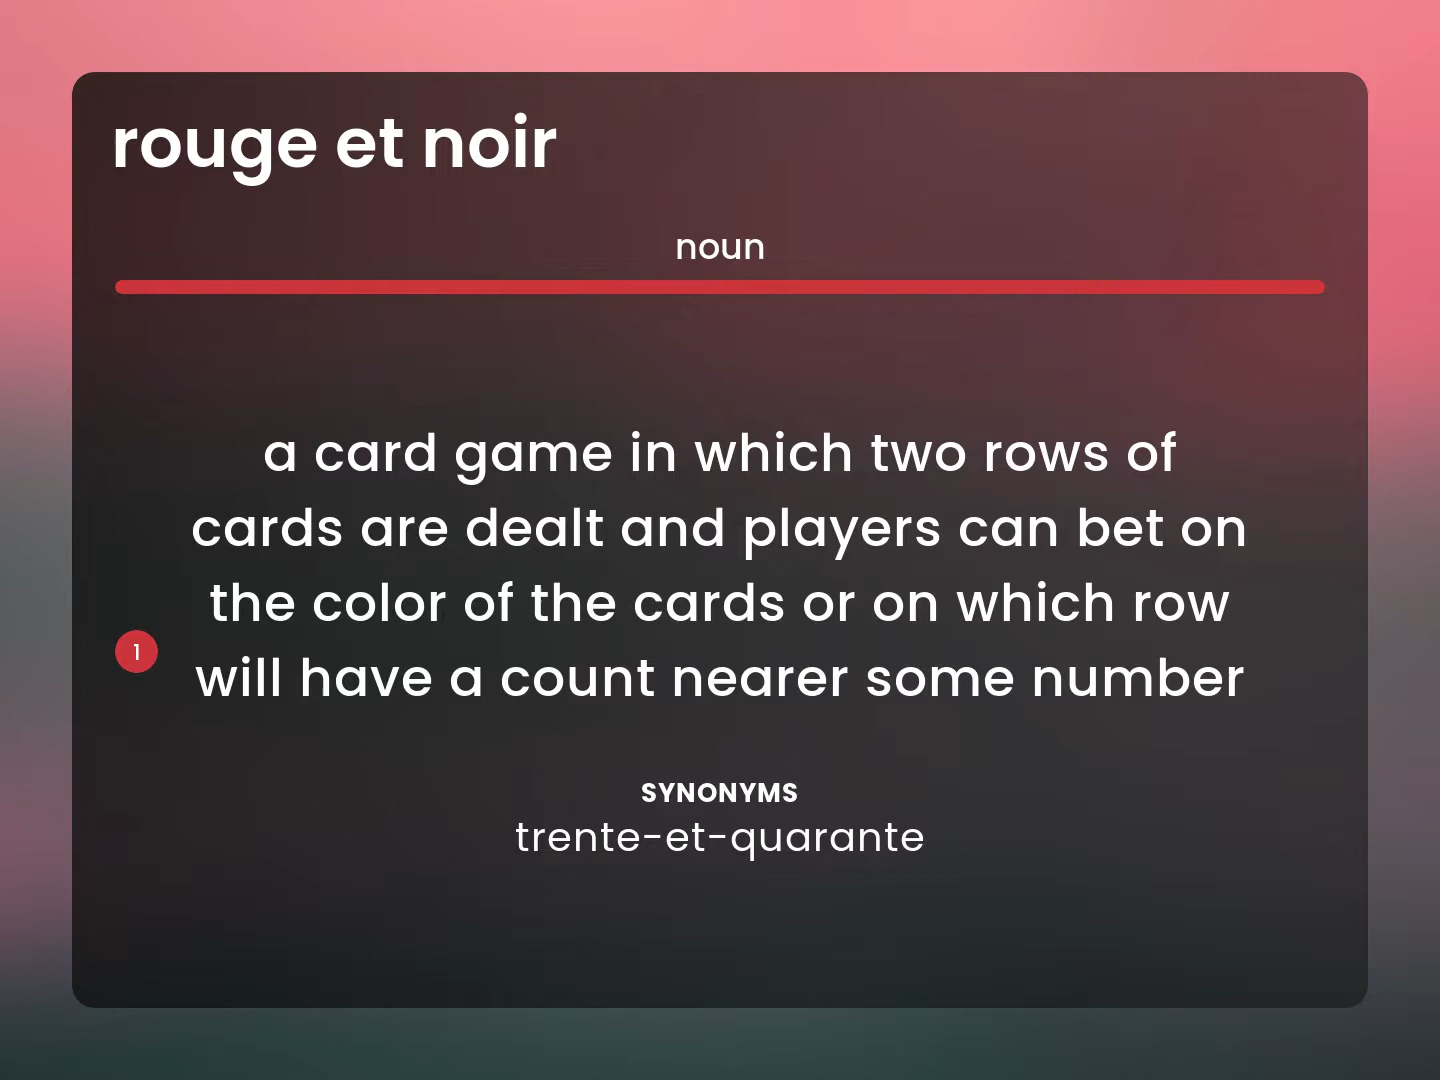 rouge et noir
noun
a card game in which two rows of
cards are dealt and players can bet on
the color of the cards or on which row
1
will have a count nearer some number
SYNONYMS
trente-et-quarante